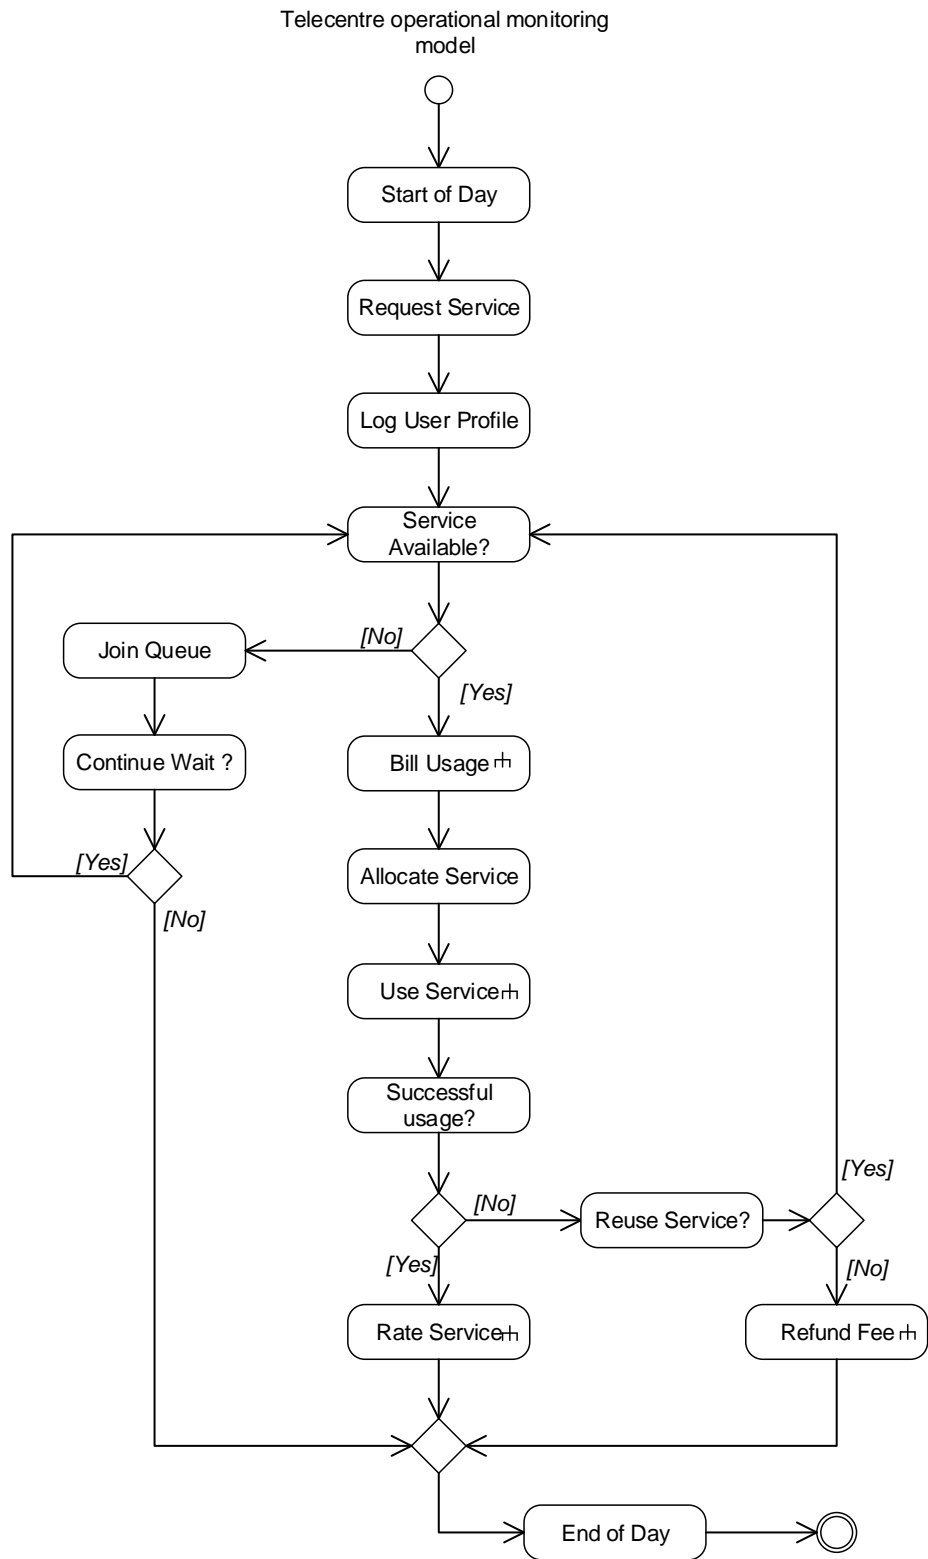 Telecentre operational monitoring
model
Start of Day
Request Service
Log User Profile
Service
Available?
[No]
Join Queue
[Yes]
Continue Wait ?
Bill Usage
[Yes]
Allocate Service
[No]
Use Service
Successful
usage?
[Yes]
[No]
Reuse Service?
[Yes]
[No]
Rate Service
Refund Fee
End of Day